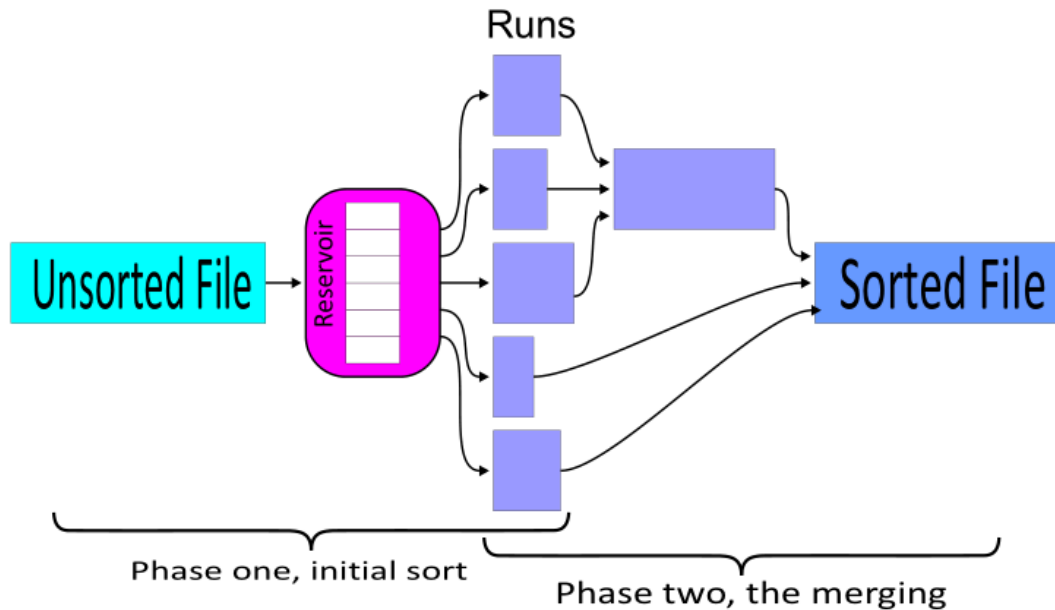 Runs
Unsorted File
Reservoir
Sorted File
Phase one, initial sort
Phase two, the merging